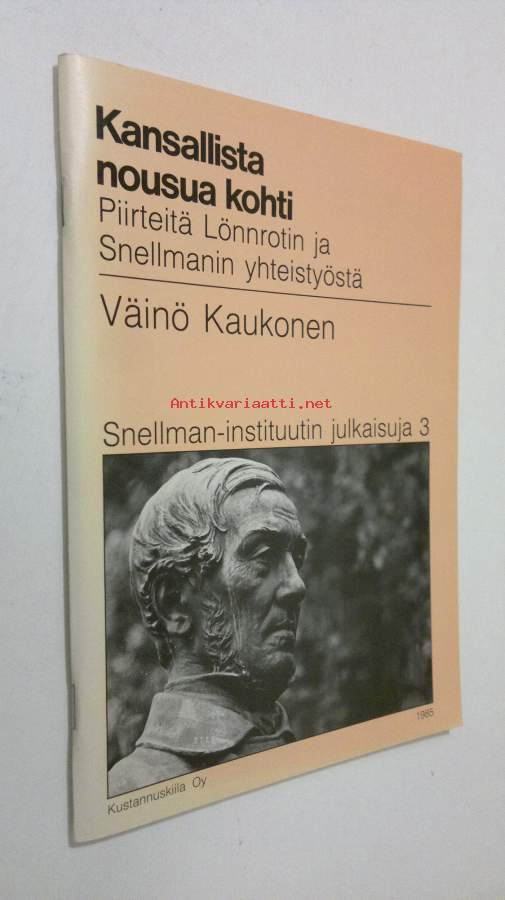 Kansallista
nousua kohti
Piirteitä Lönnrotin ja
Snellmanin yhteistyöstä
Väinö Kaukonen
Antikvariaatti.net
Snellman-instituutin julkaisuja 3
1985
Kustannuskiila Oy